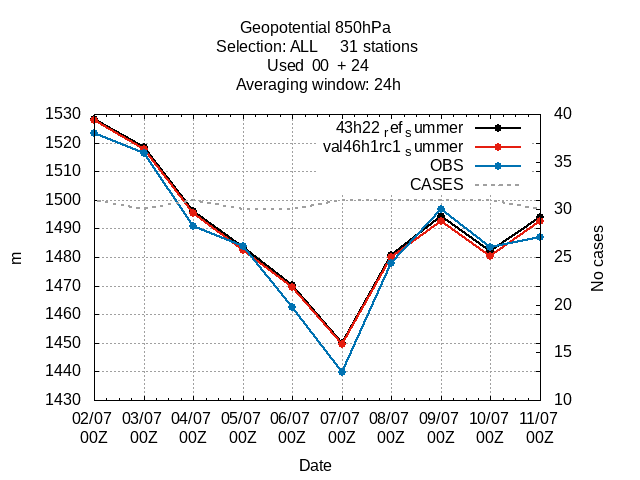 Geopotential 850hPa
Selection: ALL 31 stations
Used 00 + 24
Averaging window: 24h
43h22 refsummer
val46h1rc1 summer
OBS
CASES
1530
1520
1510
1500
1490
1480
1470
1460
1450
1440
1430
40
35
30
25
20
15
10
m
No cases
02/07 03/07 04/07 05/07 06/07 07/07 08/07 09/07 10/07 11/07
00Z 00Z 00Z 00Z 00Z 00Z 00Z 00Z 00Z 00Z
Date